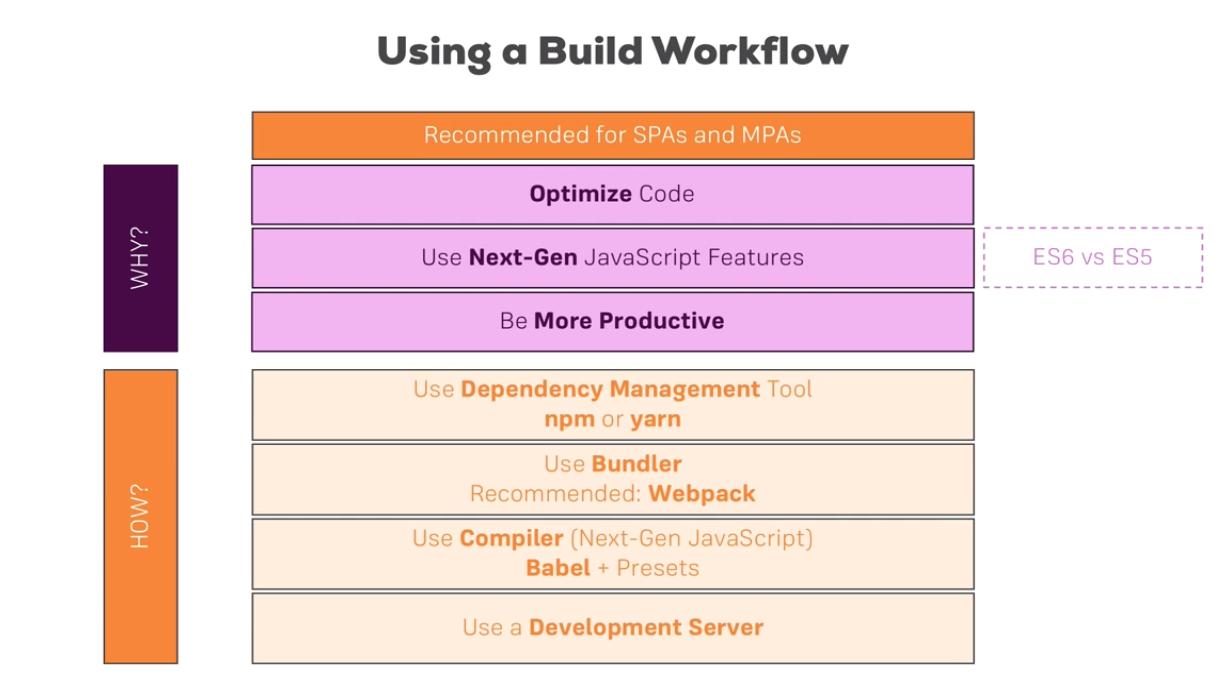 Using a Build Workflow
Recommended for SPAs and MPAs
WHY?
Optimize Code
Use Next-Gen JavaScript Features
ES6 vs ES5
Be More Productive
HOW?
Use Dependency Management Tool
npm or yarn
Use Bundler
Recommended: Webpack
Use Compiler (Next-Gen JavaScript)
Babel + Presets
Use a Development Server